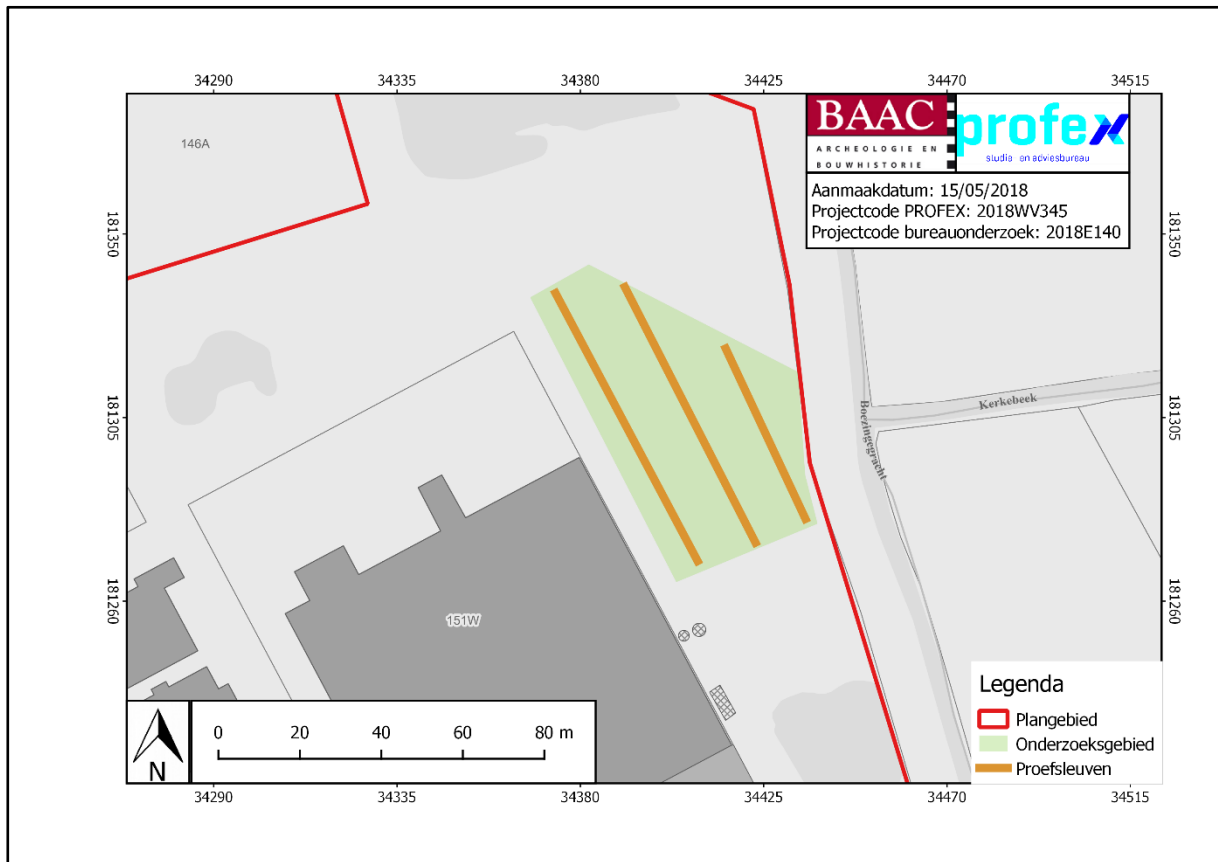 34290 34335 34380 34425 34470 34515
146A
BAAC
ARCHEOLOGIE EN
BOUWHISTORIE
profex
studie en adviesbureau
Aanmaakdatum: 15/05/2018
Projectcode PROFEX: 2018WV345
Projectcode bureauonderzoek: 2018E140
181350 181350
Kerkebeek
Boezingegracht
181305 181305
181260 181260
151W
Legenda
Plangebied
Onderzoeksgebied
Proefsleuven
N
0 20 40 60 80 m
34290 34335 34380 34425 34470 34515